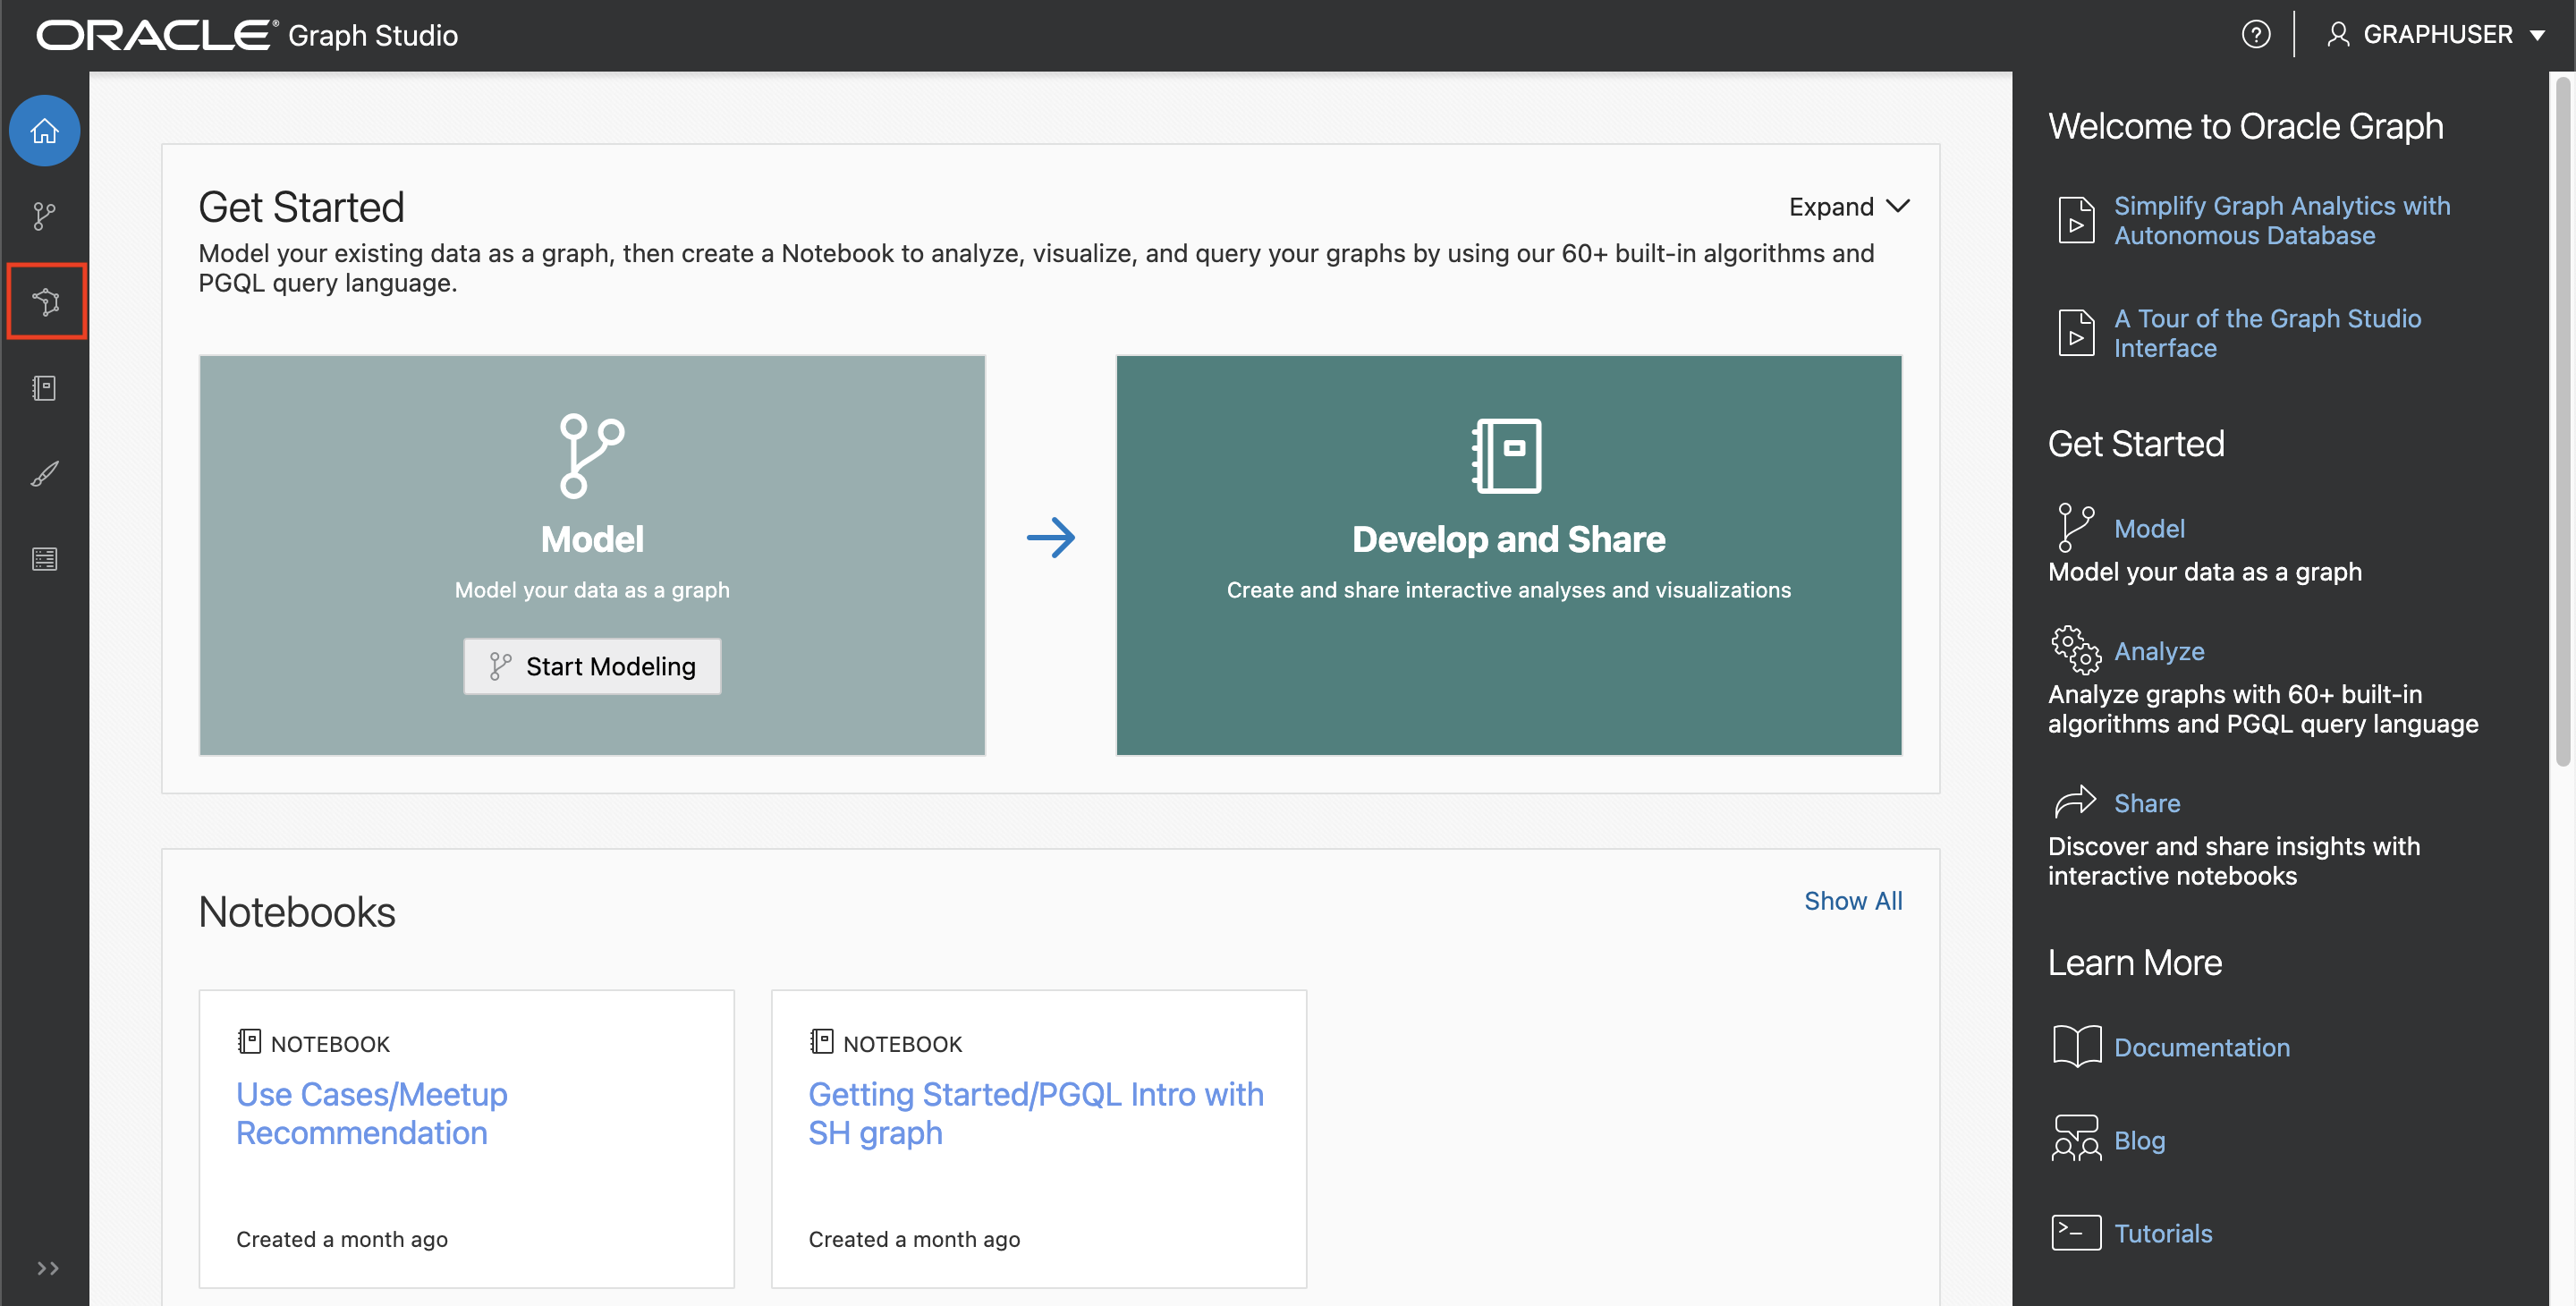 ORACLE® Graph Studio
? GRAPHUSER
Get Started
Expand
Model your existing data as a graph, then create a Notebook to analyze, visualize, and query your graphs by using our 60+ built-in algorithms and
PGQL query language.
Model
Model your data as a graph
Start Modeling
Develop and Share
Create and share interactive analyses and visualizations
Notebooks
Show All
NOTEBOOK
Use Cases/Meetup
Recommendation
Created a month ago
NOTEBOOK
Getting Started/PGQL Intro with
SH graph
Created a month ago
Welcome to Oracle Graph
Simplify Graph Analytics with
Autonomous Database
A Tour of the Graph Studio
Interface
Get Started
Model
Model your data as a graph
Analyze
Analyze graphs with 60+ built-in
algorithms and PGQL query language
Share
Discover and share insights with
interactive notebooks
Learn More
Documentation
Blog
Tutorials